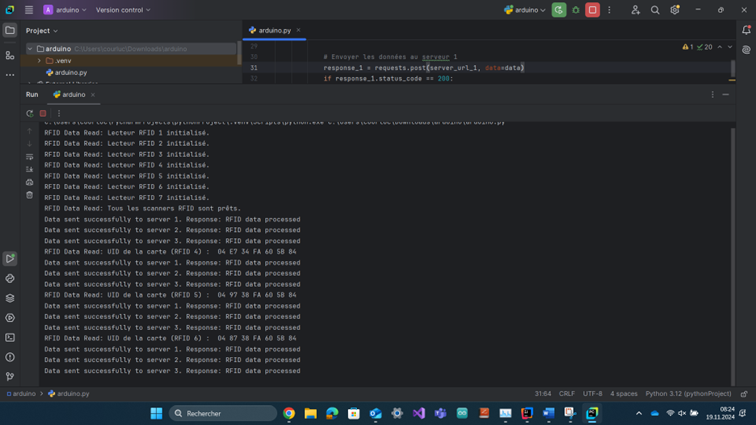 A arduino Version control arduino
Project
arduino.py
arduino C:\Users\courtoc\Downloads\arduino
.venv
arduino.py
29
30 # Envoyer les données au serveur 1
31 response_1 = requests.post(server_url_1, data=data)
32 if response_1.status_code == 200:
1 20
Run arduino
RFID Data Read: Lecteur RFID 1 initialisé.
RFID Data Read: Lecteur RFID 2 initialisé.
RFID Data Read: Lecteur RFID 3 initialisé.
RFID Data Read: Lecteur RFID 4 initialisé.
RFID Data Read: Lecteur RFID 5 initialisé.
RFID Data Read: Lecteur RFID 6 initialisé.
RFID Data Read: Lecteur RFID 7 initialisé.
RFID Data Read: Tous les scanners RFID sont prêts.
Data sent successfully to server 1. Response: RFID data processed
Data sent successfully to server 2. Response: RFID data processed
Data sent successfully to server 3. Response: RFID data processed
RFID Data Read: UID de la carte (RFID 4) :  04 E7 34 FA 60 5B 84
Data sent successfully to server 1. Response: RFID data processed
Data sent successfully to server 2. Response: RFID data processed
Data sent successfully to server 3. Response: RFID data processed
RFID Data Read: UID de la carte (RFID 5) :  04 97 38 FA 60 5B 84
Data sent successfully to server 1. Response: RFID data processed
Data sent successfully to server 2. Response: RFID data processed
Data sent successfully to server 3. Response: RFID data processed
RFID Data Read: UID de la carte (RFID 6) :  04 87 38 FA 60 5B 84
Data sent successfully to server 1. Response: RFID data processed
Data sent successfully to server 2. Response: RFID data processed
Data sent successfully to server 3. Response: RFID data processed
arduino arduino.py 31:64 CRLF UTF-8 4 spaces Python 3.12 (pythonProject)
Rechercher
08:24
19.11.2024